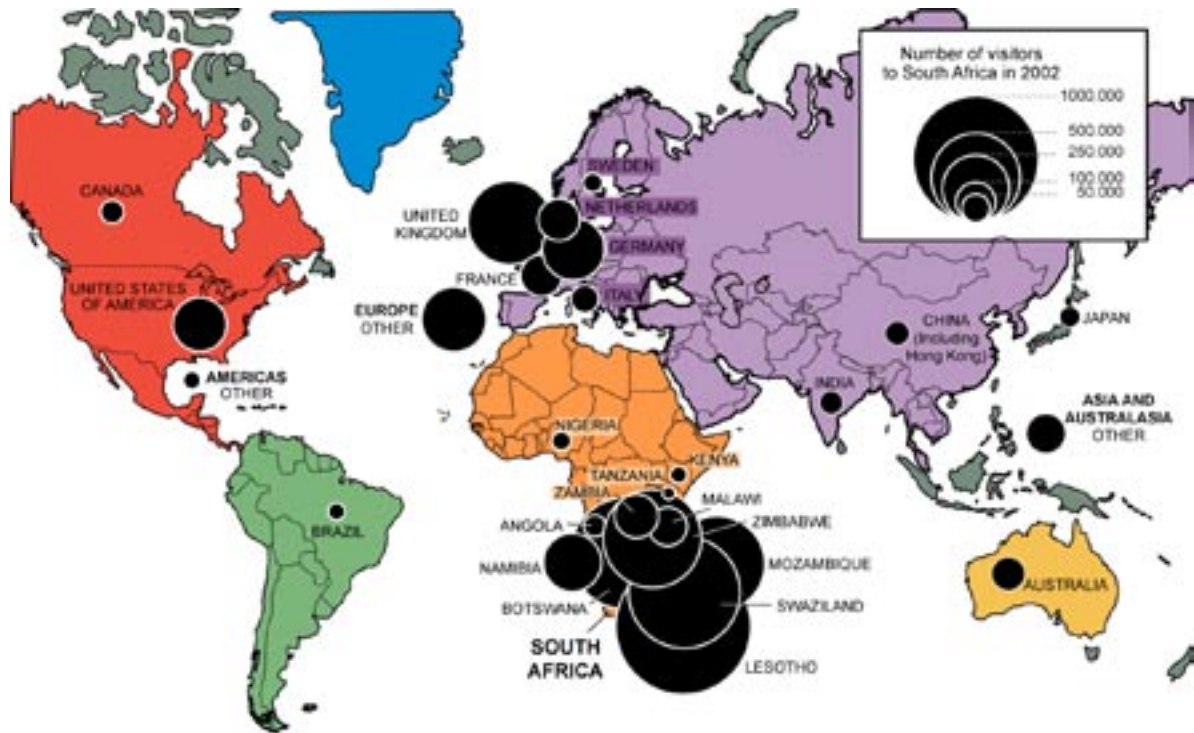 Number of visitors
to South Africa in 2002
1000.000
500.000
250.000
100.000
50.000
SWEDEN
CANADA
NETHERLANDS
UNITED
KINGDOM
GERMANY
FRANCE
UNITED STATES
OF AMERICA
ITALY
EUROPE
OTHER
CHINA
(Including
Hong Kong)
JAPAN
AMERICAS
OTHER
INDIA
ASIA AND
AUSTRALASIA
OTHER
NIGERIA
KENYA
TANZANIA
ZAMBIA
MALAWI
ANGOLA
ZIMBABWE
BRAZIL
NAMIBIA
MOZAMBIQUE
AUSTRALIA
BOTSWANA
SWAZILAND
SOUTH
AFRICA
LESOTHO